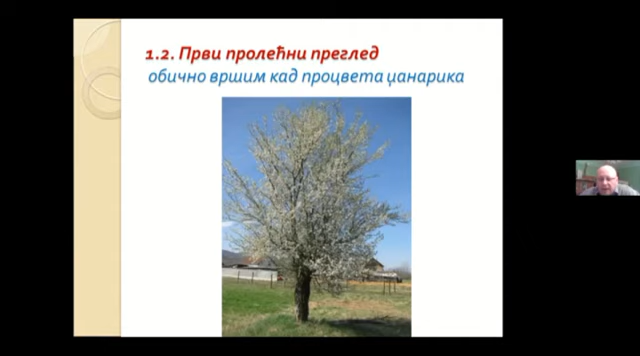 1.2. Први пролећни преглед
обично вршим кад процвета џанарика